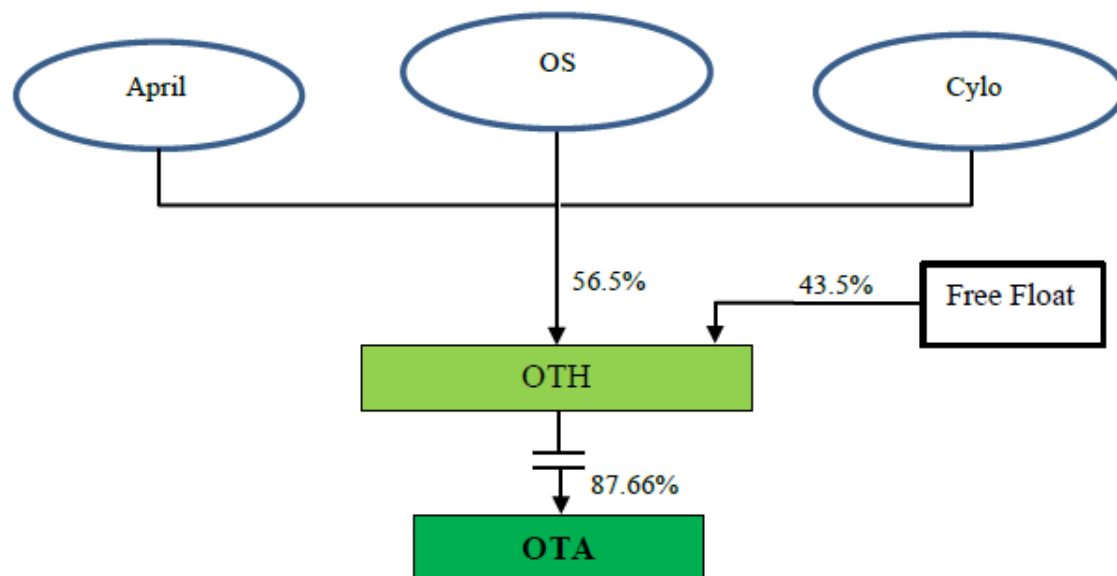 April
OS
Cylo
56.5%
43.5%
Free Float
OTH
87.66%
OTA